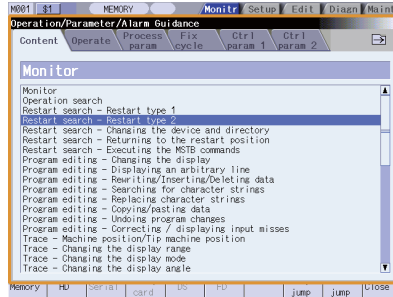 M001 $1 MEMORY Monitr Setup Edit Diagn Maint
Operation/Parameter/Alarm Guidance
Content Operate Process param Fix cycle Ctrl param 1 Ctrl param 2
Monitor
Monitor
Operation search
Restart search - Restart type 1
Restart search - Restart type 2
Restart search - Changing the device and directory
Restart search - Returning to the restart position
Restart search - Executing the MSTB commands
Program editing - Changing the display
Program editing - Displaying an arbitrary line
Program editing - Rewriting/Inserting/Deleting data
Program editing - Searching for character strings
Program editing - Replacing character strings
Program editing - Copying/pasting data
Program editing - Undoing program changes
Program editing - Correcting / displaying input misses
Trace - Machine position/Tip machine position
Trace - Changing the display range
Trace - Changing the display mode
Trace - Changing the display angle
Memory HD Serial card DS FD jump jump Close